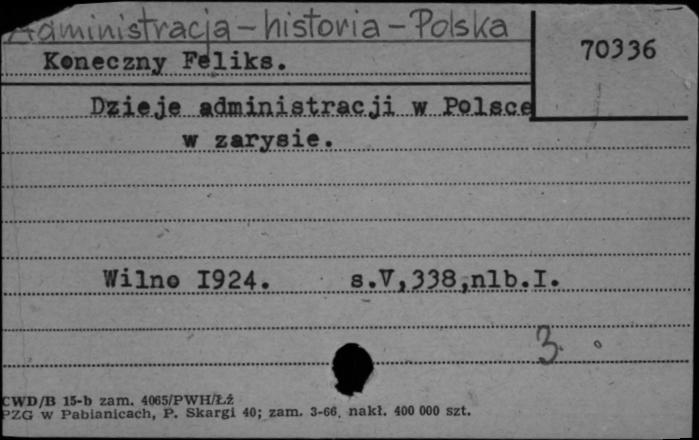 Administracja – historia – Polska
70336
Koneczny Feliks.
Dzieje administracji w Polsce
w zarysie.
Wilno I924. s.V,338,nlb.I.
3
CWD/B 15-b zam. 4065/PWH/Łż
PZG w Pabianicach, P. Skargi 40; zam. 3-66, nakł. 400 000 szt.